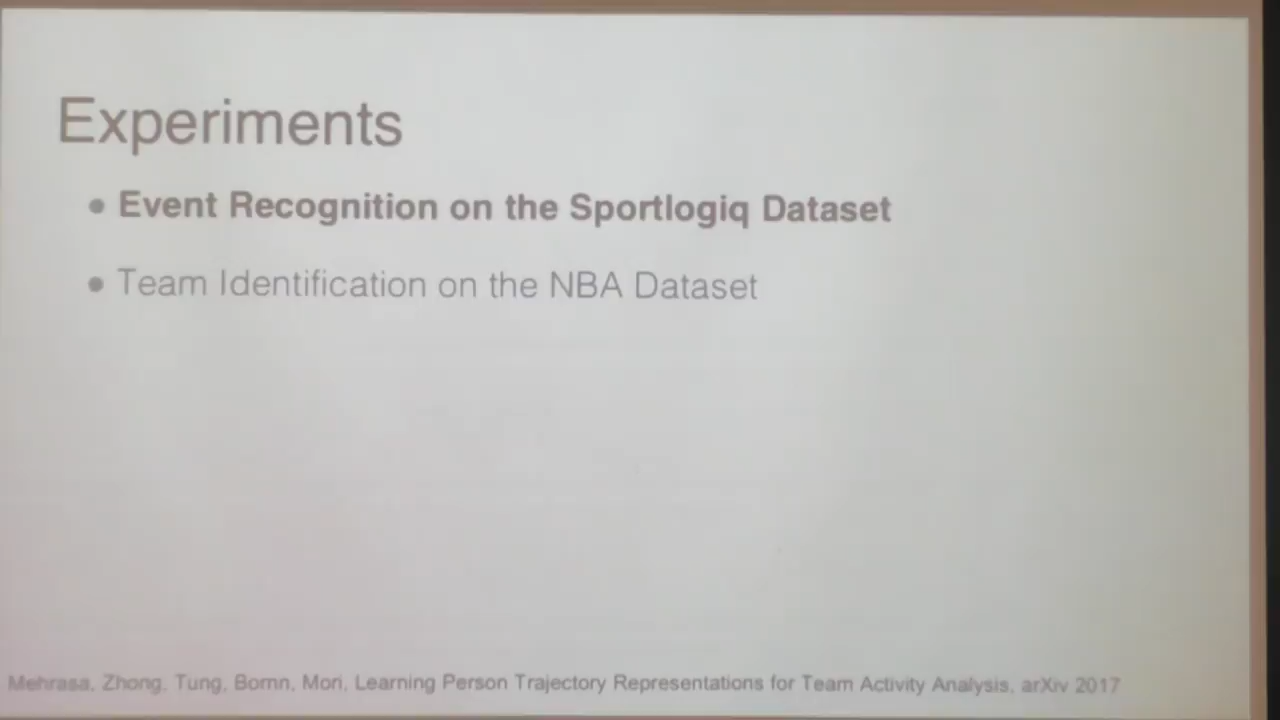 Experiments
• Event Recognition on the Sportlogiq Dataset
• Team Identification on the NBA Dataset
Mehrasa, Zhong, Tung, Bornn, Mori, Learning Person Trajectory Representations for Team Activity Analysis, arXiv 2017